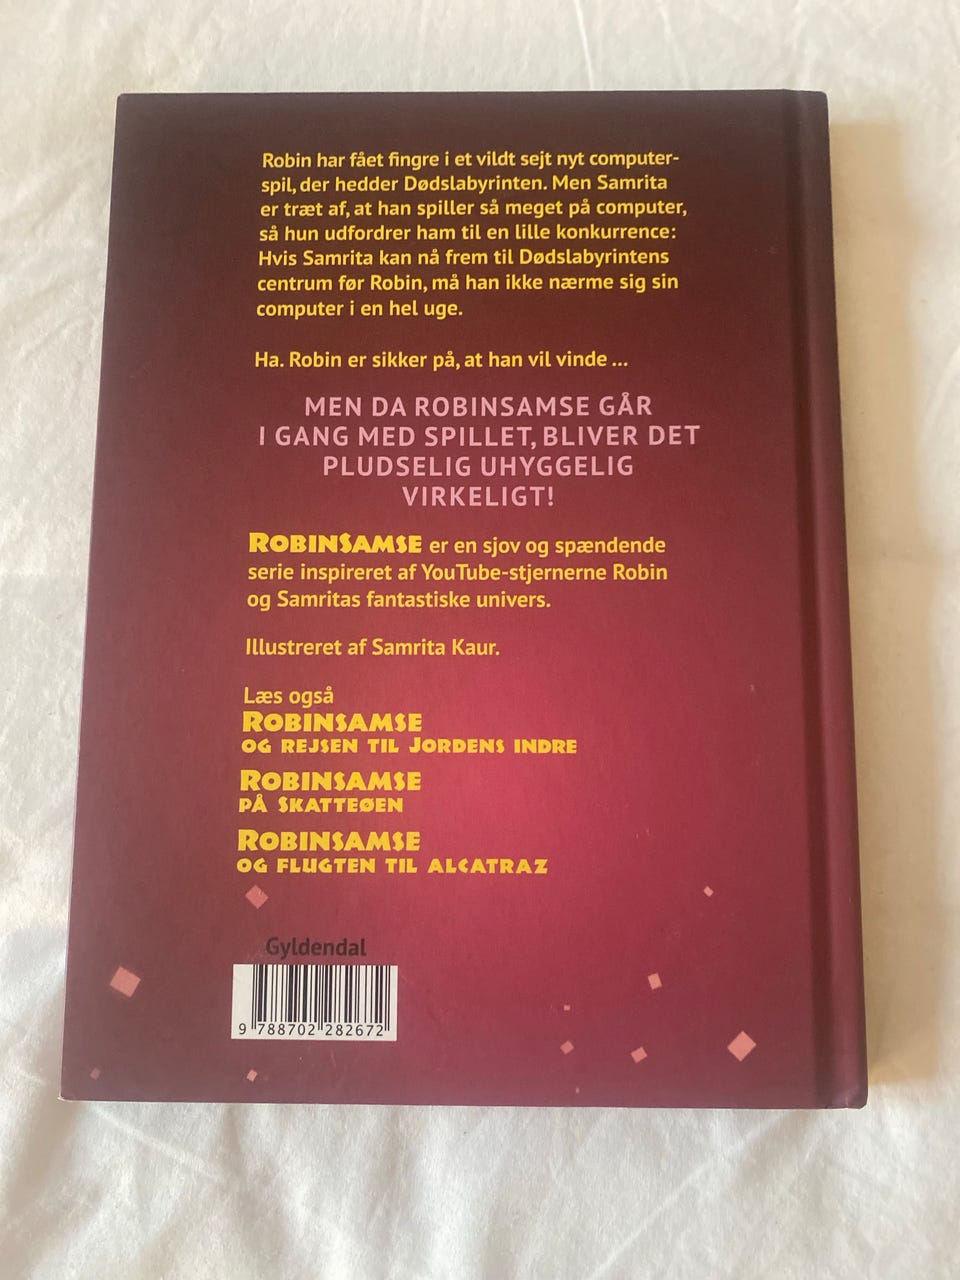 Robin har fået fingre i et vildt sejt nyt computer-
spil, der hedder Dødslabyrinten. Men Samrita
er træt af, at han spiller så meget på computer,
så hun udfordrer ham til en lille konkurrence:
Hvis Samrita kan nå frem til Dødslabyrintens
centrum før Robin, må han ikke nærme sig sin
computer i en hel uge.
Ha. Robin er sikker på, at han vil vinde ...
MEN DA ROBINSAMSE GÅR
I GANG MED SPILLET, BLIVER DET
PLUDSELIG UHYGGELIG
VIRKELIGT!
ROBINSAMSE er en sjov og spændende
serie inspireret af YouTube-stjernerne Robin
og Samritas fantastiske univers.
Illustreret af Samrita Kaur.
Læs også
ROBINSAMSE
OG REJSEN TIL JORDENS INDRE
ROBINSAMSE
PÅ SKATTEØEN
ROBINSAMSE
OG FLUGTEN TIL ALCATRAZ
Gyldendal
9 788702 282672